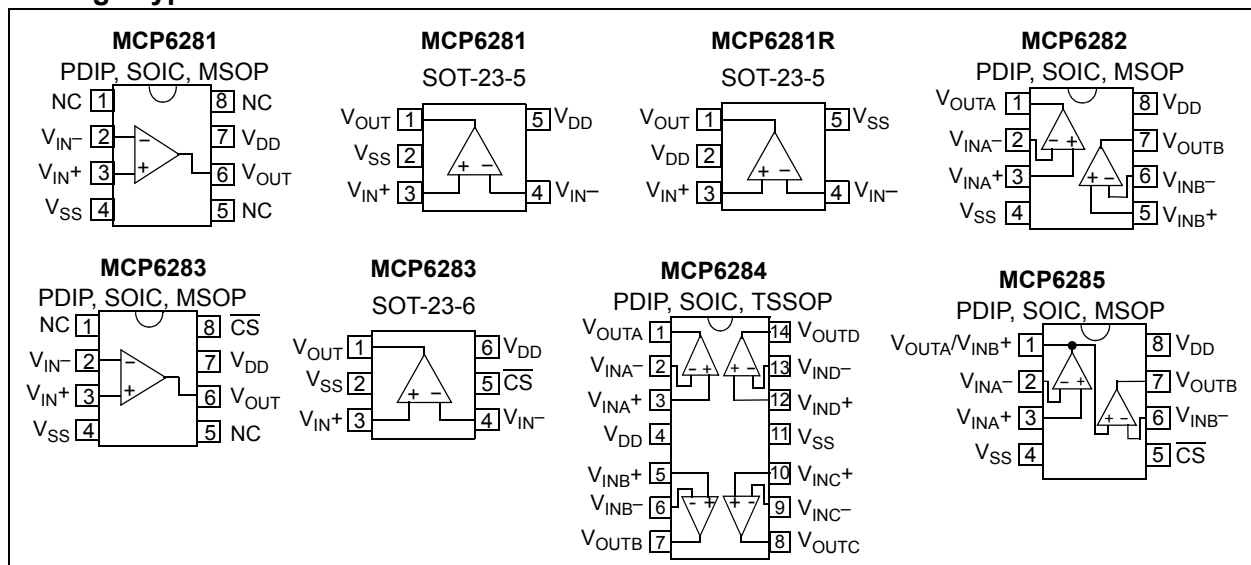 MCP6281
PDIP, SOIC, MSOP
NC 1
8 NC
VIN– 2
7 VDD
VIN+ 3
6 VOUT
VSS 4
5 NC
– +
MCP6281
SOT-23-5
VOUT 1
5 VDD
VSS 2
VIN+ 3
4 VIN–
+ –
MCP6281R
SOT-23-5
VOUT 1
5 VSS
VDD 2
VIN+ 3
4 VIN–
+ –
MCP6282
PDIP, SOIC, MSOP
VOUTA 1
8 VDD
VINA– 2
7 VOUTB
VINA+ 3
6 VINB–
VSS 4
5 VINB+
- +
+ -
MCP6283
PDIP, SOIC, MSOP
NC 1
8 CS
VIN– 2
7 VDD
VIN+ 3
6 VOUT
VSS 4
5 NC
– +
MCP6283
SOT-23-6
VOUT 1
6 VDD
VSS 2
5 CS
VIN+ 3
4 VIN–
+ –
MCP6284
PDIP, SOIC, TSSOP
VOUTA 1
14 VOUTD
VINA– 2
13 VIND–
VINA+ 3
12 VIND+
VDD 4
11 VSS
VINB+ 5
10 VINC+
VINB– 6
9 VINC–
VOUTB 7
8 VOUTC
- +
+ -
- +
+ -
MCP6285
PDIP, SOIC, MSOP
VOUTA/VINB+ 1
8 VDD
VINA– 2
7 VOUTB
VINA+ 3
6 VINB–
VSS 4
5 CS
- +
+ -